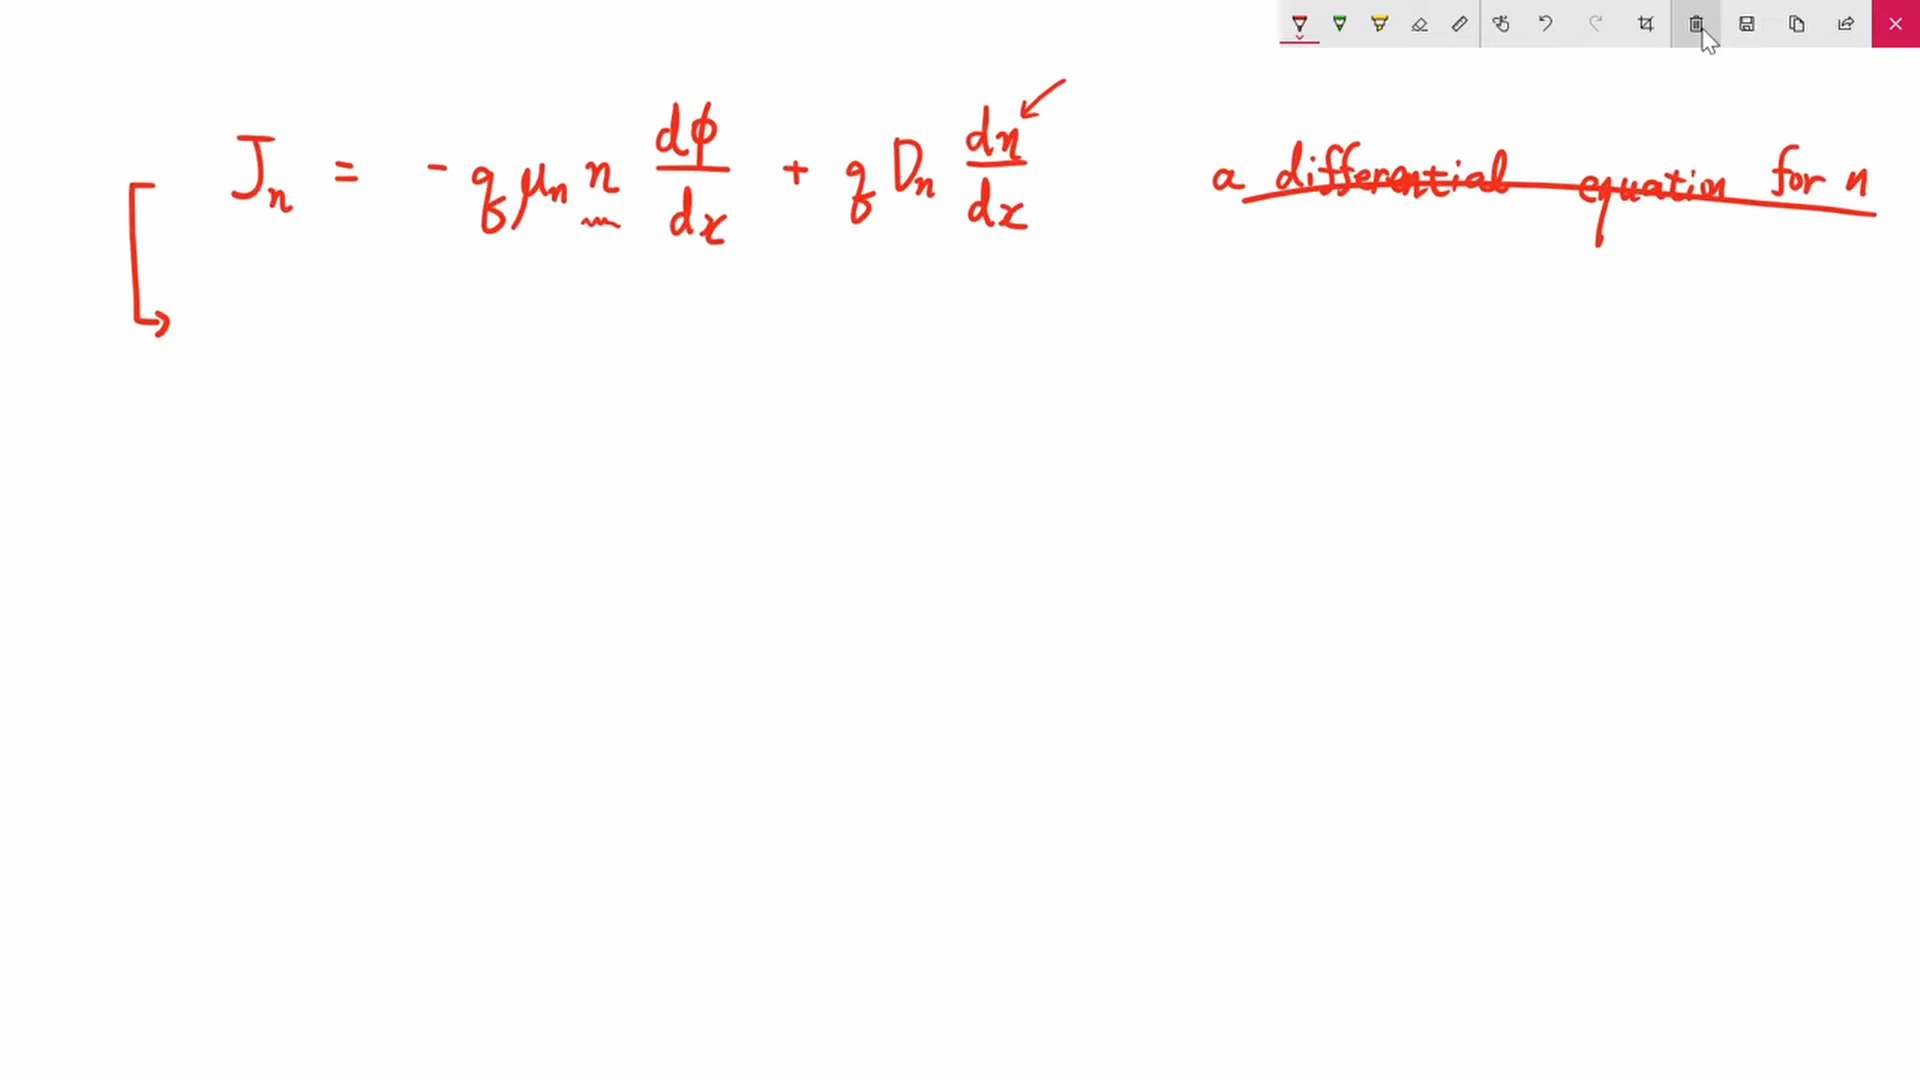 Jn = - q μn n dφ/dx + q Dn dn/dx
a differential equation for n